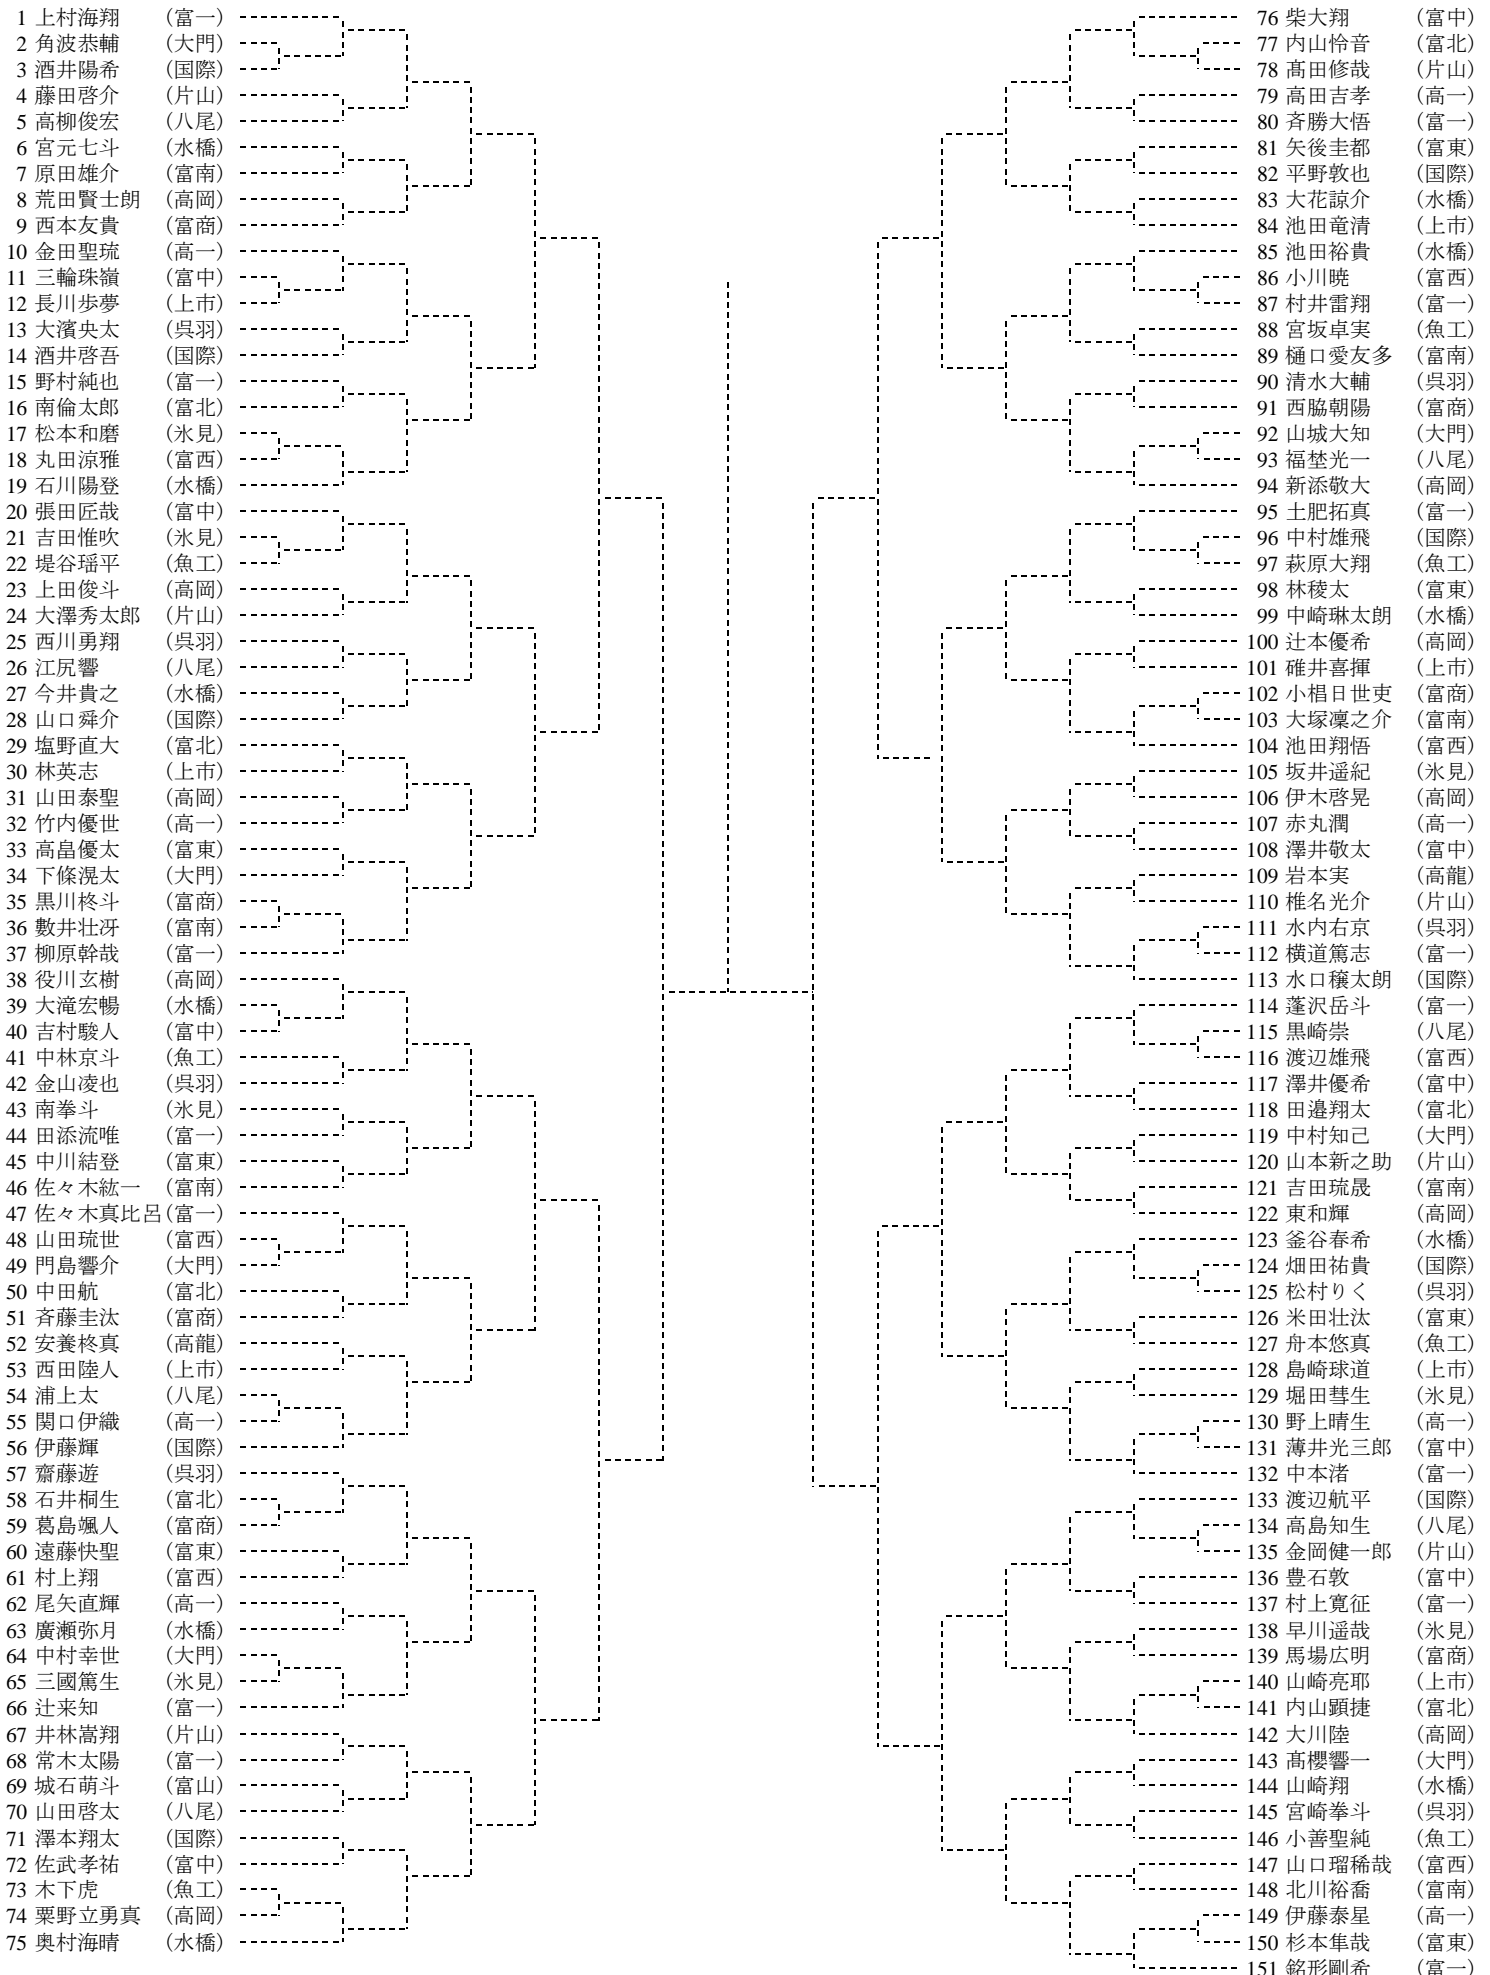 1 上村海翔 (富一)
2 角波恭輔 (大門)
3 酒井陽希 (国際)
4 藤田啓介 (片山)
5 高柳俊宏 (八尾)
6 宮元七斗 (水橋)
7 原田雄介 (富南)
8 荒田賢士朗 (高岡)
9 西本友貴 (富商)
10 金田聖琉 (高一)
11 三輪珠嶺 (富中)
12 長川歩夢 (上市)
13 大濱央太 (呉羽)
14 酒井啓吾 (国際)
15 野村純也 (富一)
16 南倫太郎 (富北)
17 松本和磨 (氷見)
18 丸田涼雅 (富西)
19 石川陽登 (水橋)
20 張田匠哉 (富中)
21 吉田惟吹 (氷見)
22 堤谷瑶平 (魚工)
23 上田俊斗 (高岡)
24 大澤秀太郎 (片山)
25 西川勇翔 (呉羽)
26 江尻響 (八尾)
27 今井貴之 (水橋)
28 山口舜介 (国際)
29 塩野直大 (富北)
30 林英志 (上市)
31 山田泰聖 (高岡)
32 竹内優世 (高一)
33 高畠優太 (富東)
34 下條滉太 (大門)
35 黒川柊斗 (富商)
36 數井壮冴 (富南)
37 柳原幹哉 (富一)
38 役川玄樹 (高岡)
39 大滝宏暢 (水橋)
40 吉村駿人 (富中)
41 中林京斗 (魚工)
42 金山凌也 (呉羽)
43 南拳斗 (氷見)
44 田添流唯 (富一)
45 中川結登 (富東)
46 佐々木紘一 (富南)
47 佐々木真比呂(富一)
48 山田琉世 (富西)
49 門島響介 (大門)
50 中田航 (富北)
51 斉藤圭汰 (富商)
52 安養柊真 (高龍)
53 西田陸人 (上市)
54 浦上太 (八尾)
55 関口伊織 (高一)
56 伊藤輝 (国際)
57 齋藤遊 (呉羽)
58 石井桐生 (富北)
59 葛島颯人 (富商)
60 遠藤快聖 (富東)
61 村上翔 (富西)
62 尾矢直輝 (高一)
63 廣瀬弥月 (水橋)
64 中村幸世 (大門)
65 三國篤生 (氷見)
66 辻来知 (富一)
67 井林嵩翔 (片山)
68 常木太陽 (富一)
69 城石萌斗 (富山)
70 山田啓太 (八尾)
71 澤本翔太 (国際)
72 佐武孝祐 (富中)
73 木下虎 (魚工)
74 粟野立勇真 (高岡)
75 奥村海晴 (水橋)
76 柴大翔 (富中)
77 内山怜音 (富北)
78 髙田修哉 (片山)
79 高田吉孝 (高一)
80 斉勝大悟 (富一)
81 矢後圭都 (富東)
82 平野敦也 (国際)
83 大花諒介 (水橋)
84 池田竜清 (上市)
85 池田裕貴 (水橋)
86 小川暁 (富西)
87 村井雷翔 (富一)
88 宮坂卓実 (魚工)
89 樋口愛友多 (富南)
90 清水大輔 (呉羽)
91 西脇朝陽 (富商)
92 山城大知 (大門)
93 福埜光一 (八尾)
94 新添敬大 (高岡)
95 土肥拓真 (富一)
96 中村雄飛 (国際)
97 萩原大翔 (魚工)
98 林稜太 (富東)
99 中崎琳太朗 (水橋)
100 辻本優希 (高岡)
101 碓井喜揮 (上市)
102 小椙日世吏 (富商)
103 大塚凜之介 (富南)
104 池田翔悟 (富西)
105 坂井遥紀 (氷見)
106 伊木啓晃 (高岡)
107 赤丸潤 (高一)
108 澤井敬太 (富中)
109 岩本実 (高龍)
110 椎名光介 (片山)
111 水内右京 (呉羽)
112 横道篤志 (富一)
113 水口穣太朗 (国際)
114 蓬沢岳斗 (富一)
115 黒崎崇 (八尾)
116 渡辺雄飛 (富西)
117 澤井優希 (富中)
118 田邉翔太 (富北)
119 中村知己 (大門)
120 山本新之助 (片山)
121 吉田琉晟 (富南)
122 東和輝 (高岡)
123 釜谷春希 (水橋)
124 畑田祐貴 (国際)
125 松村りく (呉羽)
126 米田壮汰 (富東)
127 舟本悠真 (魚工)
128 島崎球道 (上市)
129 堀田彗生 (氷見)
130 野上晴生 (高一)
131 薄井光三郎 (富中)
132 中本渚 (富一)
133 渡辺航平 (国際)
134 高島知生 (八尾)
135 金岡健一郎 (片山)
136 豊石敦 (富中)
137 村上寛征 (富一)
138 早川遥哉 (氷見)
139 馬場広明 (富商)
140 山崎亮耶 (上市)
141 内山顕捷 (富北)
142 大川陸 (高岡)
143 髙櫻響一 (大門)
144 山崎翔 (水橋)
145 宮崎拳斗 (呉羽)
146 小善聖純 (魚工)
147 山口瑠稀哉 (富西)
148 北川裕喬 (富南)
149 伊藤泰星 (高一)
150 杉本隼哉 (富東)
151 銘形剛希 (富一)